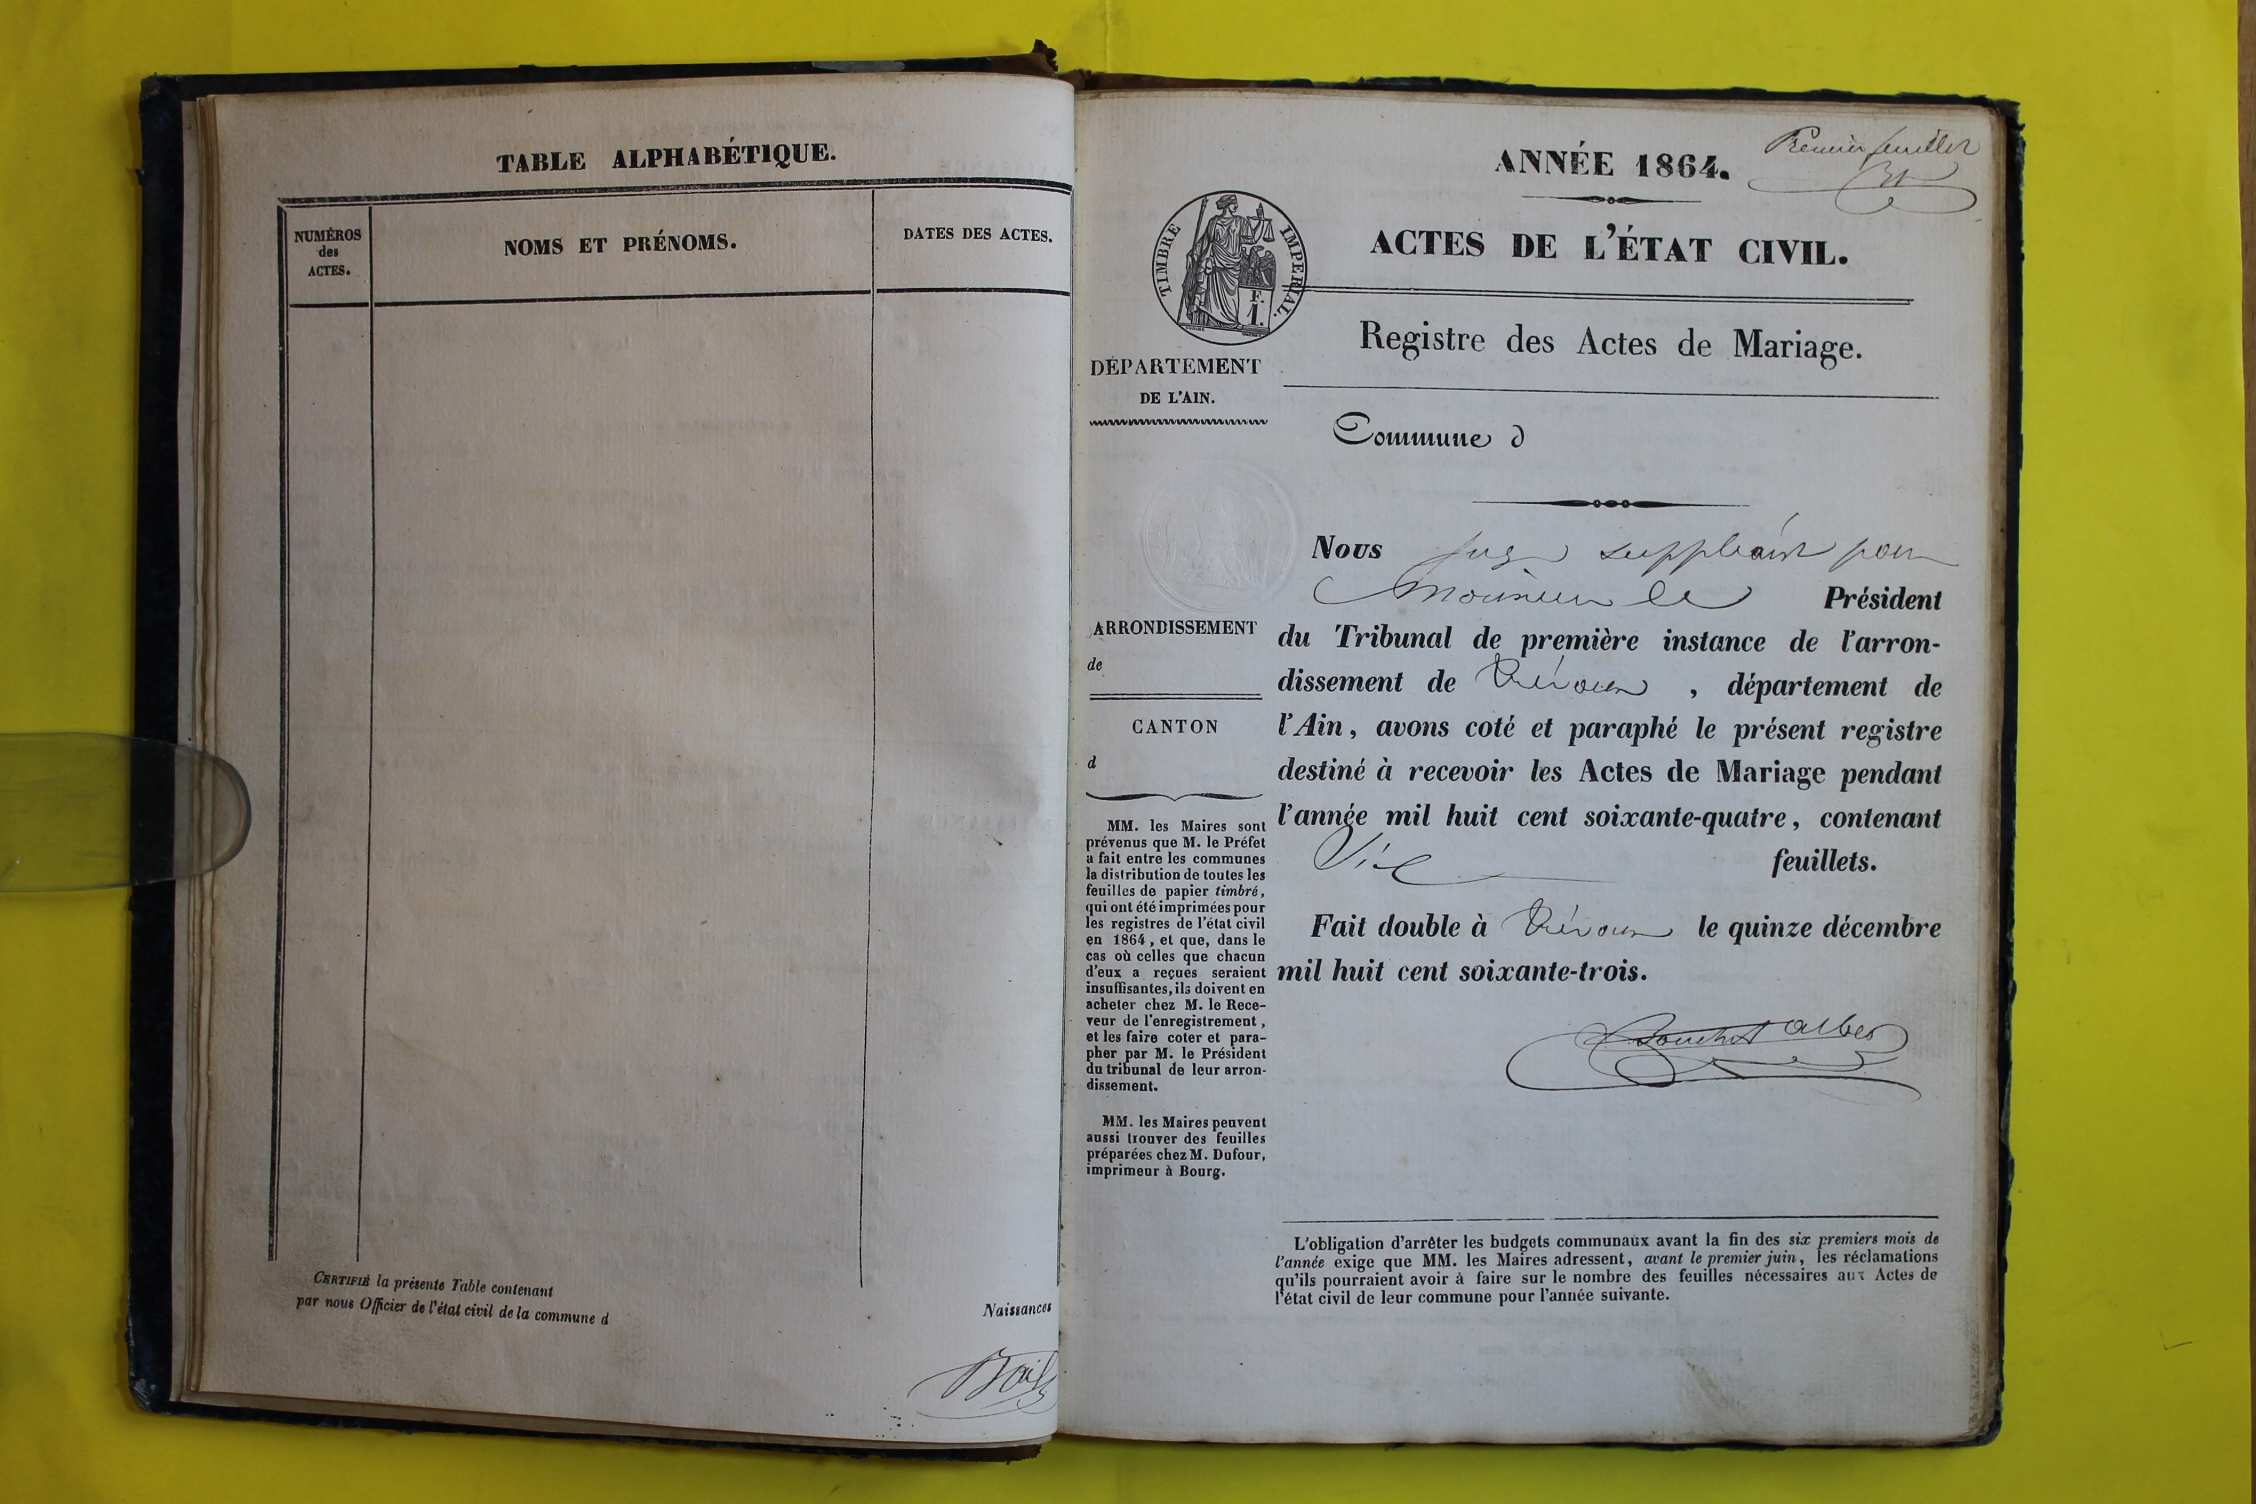 TABLE ALPHABÉTIQUE.
NUMÉROS
des
ACTES.
NOMS ET PRÉNOMS.
DATES DES ACTES.
CERTIFIÉ la présente Table contenant
Naissances
par nous Officier de l'état civil de la commune d
Premier feuillet
ANNÉE 1864.
ACTES DE L'ÉTAT CIVIL.
TIMBRE IMPÉRIAL.
F.
1.
Registre des Actes de Mariage.
DÉPARTEMENT
DE L'AIN.
Commune d
ARRONDISSEMENT
de
CANTON
d
MM. les Maires sont
prévenus que M. le Préfet
a fait entre les communes
la distribution de toutes les
feuilles de papier timbré,
qui ont été imprimées pour
les registres de l'état civil
en 1864, et que, dans le
cas où celles que chacun
d'eux a reçues seraient
insuffisantes, ils doivent en
acheter chez M. le Rece-
veur de l'enregistrement,
et les faire coter et para-
pher par M. le Président
du tribunal de leur arron-
dissement.
MM. les Maires peuvent
aussi trouver des feuilles
préparées chez M. Dufour,
imprimeur à Bourg.
Nous Juge suppléant pour
Monsieur le Président
du Tribunal de première instance de l'arron-
dissement de Trévoux, département de
l'Ain, avons coté et paraphé le présent registre
destiné à recevoir les Actes de Mariage pendant
l'année mil huit cent soixante-quatre, contenant
Six feuillets.
Fait double à Trévoux le quinze décembre
mil huit cent soixante-trois.
L'obligation d'arrêter les budgets communaux avant la fin des six premiers mois de
l'année exige que MM. les Maires adressent, avant le premier juin, les réclamations
qu'ils pourraient avoir à faire sur le nombre des feuilles nécessaires aux Actes de
l'état civil de leur commune pour l'année suivante.